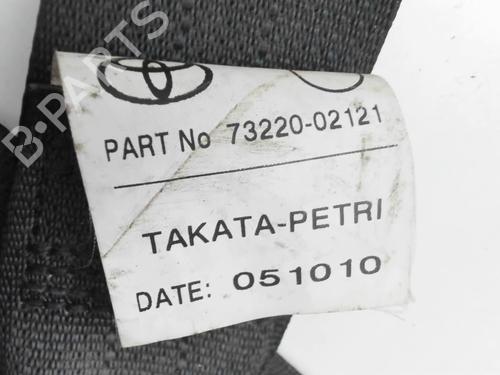 B-PARTS
PART No 73220-02121
TAKATA-PETRI
DATE: 051010